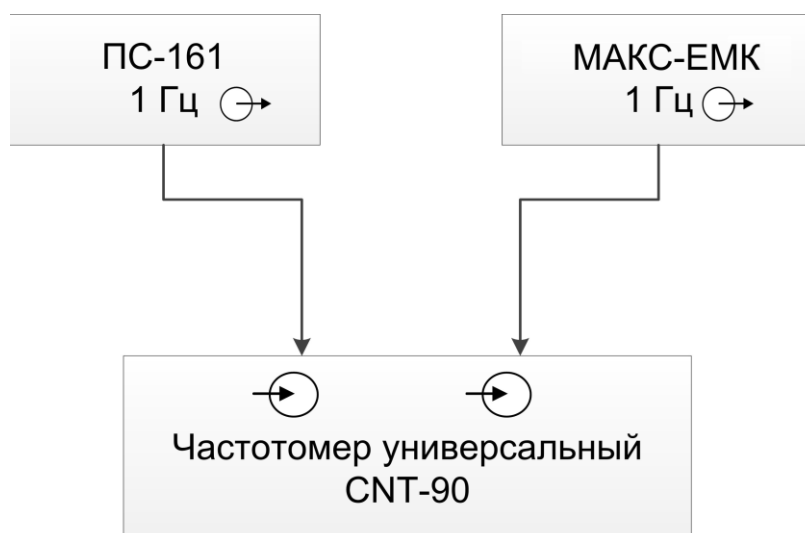 ПС-161
1 Гц
МАКС-ЕМК
1 Гц
Частотомер универсальный
CNT-90